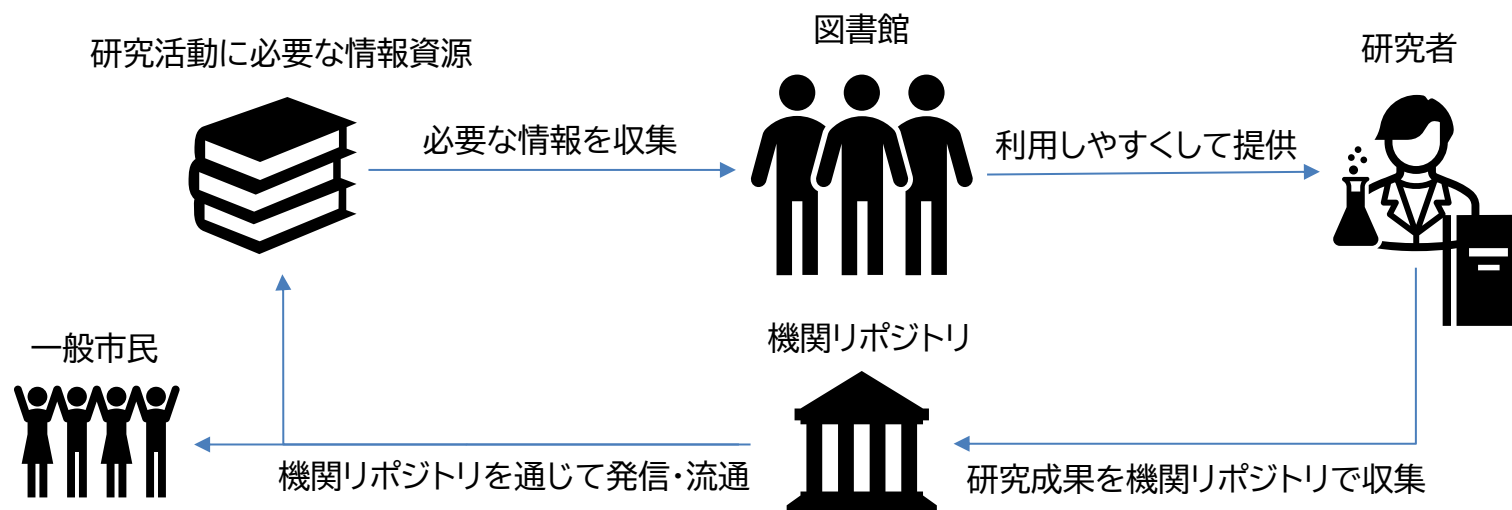 図書館
研究活動に必要な情報資源
研究者
必要な情報を収集
利用しやすくして提供
機関リポジトリ
一般市民
機関リポジトリを通じて発信・流通
研究成果を機関リポジトリで収集